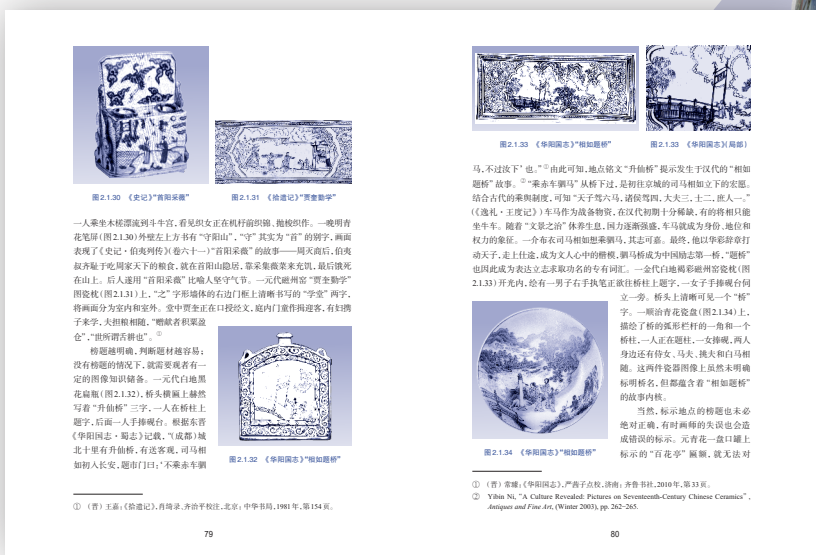 图2.1.30 《史记》“首阳采薇”
图2.1.31 《拾遗记》“贾逵勤学”
一人乘坐木槎漂流到斗牛宫，看见织女正在机杼前织锦、抛梭织作。一晚明青
花笔屏（图2.1.30）外壁左上方书有“守阳山”，“守”其实为“首”的别字，画面
表现了《史记·伯夷列传》（卷六十一）“首阳采薇”的故事——周灭商后，伯夷
叔齐耻于吃周家天下的粮食，就在首阳山隐居，靠采集薇菜来充饥，最后饿死
在山上。后人遂用“首阳采薇”比喻人坚守气节。一元代磁州窑“贾逵勤学”
图瓷枕（图2.1.31）上，“之”字形墙体的右边门框上清晰书写的“学堂”两字，
将画面分为室内和室外。堂中贾逵正在口授经文，庭内门童作揖迎客，有妇携
子来学，夫担粮相随，“赠献者积粟盈
仓”，“世所谓舌耕也”。①
榜题越明确，判断题材越容易；
没有榜题的情况下，就需要观者有一
定的图像知识储备。一元代白地黑
花扁瓶（图2.1.32），桥头横匾上赫然
写着“升仙桥”三字，一人在桥柱上
题字，后面一人手捧砚台。根据东晋
《华阳国志·蜀志》记载，“（成都）城
北十里有升仙桥，有送客观，司马相
如初入长安，题市门曰：‘不乘赤车驷
图2.1.32 《华阳国志》“相如题桥”
① （晋）王嘉：《拾遗记》，肖绮录、齐治平校注，北京：中华书局，1981年，第154页。
79
图2.1.33 《华阳国志》“相如题桥”
图2.1.33 《华阳国志》（局部）
马，不过汝下’也。”①由此可知，地点铭文“升仙桥”提示发生于汉代的“相如
题桥”故事。②“乘赤车驷马”从桥下过，是初往京城的司马相如立下的宏愿。
结合古代的乘舆制度，可知“天子驾六马，诸侯驾四，大夫三，士二，庶人一。”
（《逸礼·王度记》）车马作为战备物资，在汉代初期十分稀缺，有的将相只能
坐牛车。随着“文景之治”休养生息，国力逐渐强盛，车马就成为身份、地位和
权力的象征。一介布衣司马相如想乘驷马，其志可嘉。最终，他以华彩辞章打
动天子，走上仕途，成为文人心中的楷模，驷马桥成为中国励志第一桥，“题桥”
也因此成为表达立志求取功名的专有词汇。一金代白地褐彩磁州窑瓷枕（图
2.1.33）开光内，绘有一男子右手执笔正欲往桥柱上题字，一女子手捧砚台伺
立一旁。桥头上清晰可见一个“桥”
字。一顺治青花瓷盘（图2.1.34）上，
描绘了桥的弧形栏杆的一角和一个
桥柱，一人正在题柱，一女捧砚，两人
身边还有侍女、马夫、挑夫和白马相
随。这两件瓷器图像上虽然未明确
标明桥名，但都蕴含着“相如题桥”
的故事内核。
当然，标示地点的榜题也未必
绝对正确，有时画师的失误也会造
成错误的标示。元青花一盘口罐上
标示的“百花亭”匾额，就无法对
图2.1.34 《华阳国志》“相如题桥”
① （晋）常璩：《华阳国志》，严茜子点校，济南：齐鲁书社，2010年，第33页。
② Yibin Ni, “A Culture Revealed: Pictures on Seventeenth-Century Chinese Ceramics”,
Antiques and Fine Art, (Winter 2003), pp. 262-265.
80